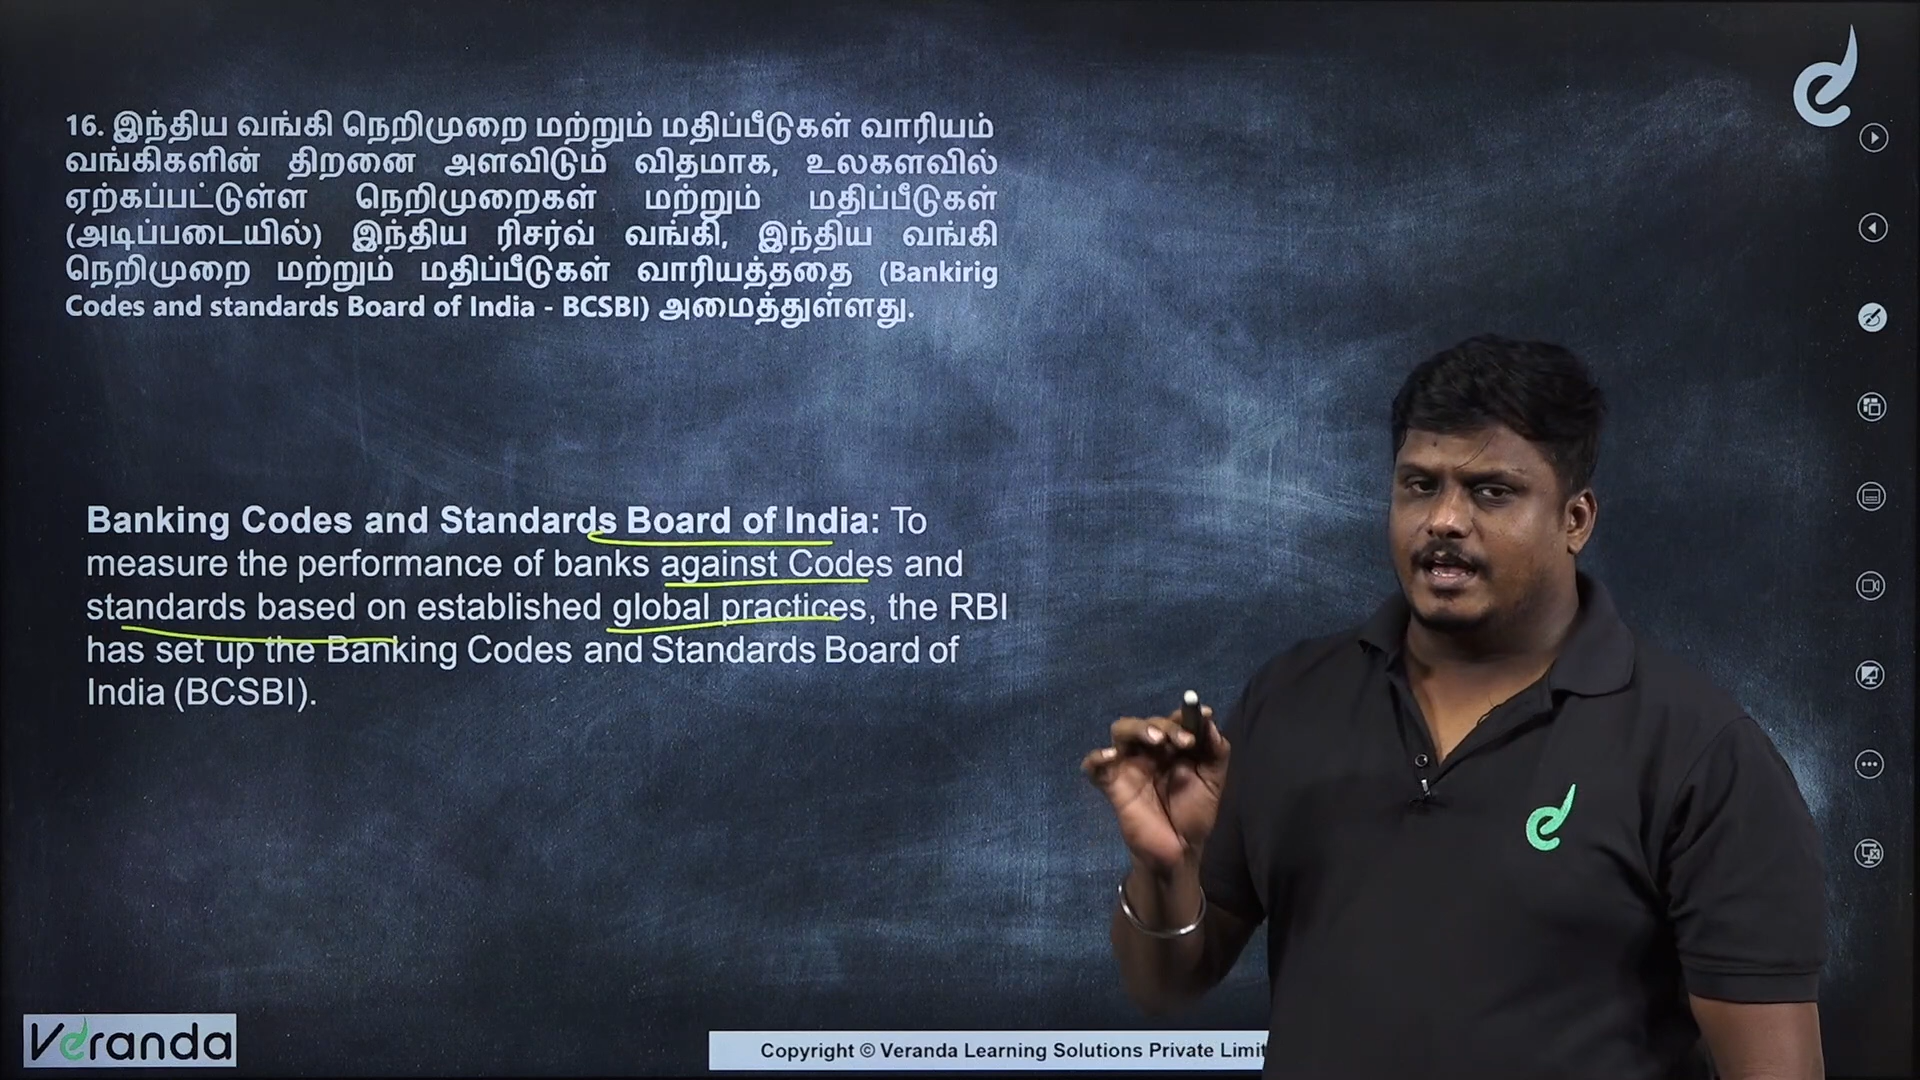 16. இந்திய வங்கி நெறிமுறை மற்றும் மதிப்பீடுகள் வாரியம்
வங்கிகளின் திறனை அளவிடும் விதமாக, உலகளவில்
ஏற்கப்பட்டுள்ள நெறிமுறைகள் மற்றும் மதிப்பீடுகள்
(அடிப்படையில்) இந்திய ரிசர்வ் வங்கி, இந்திய வங்கி
நெறிமுறை மற்றும் மதிப்பீடுகள் வாரியத்ததை (Bankirig
Codes and standards Board of India - BCSBI) அமைத்துள்ளது.
Banking Codes and Standards Board of India: To
measure the performance of banks against Codes and
standards based on established global practices, the RBI
has set up the Banking Codes and Standards Board of
India (BCSBI).
Veranda
Copyright © Veranda Learning Solutions Private Limit